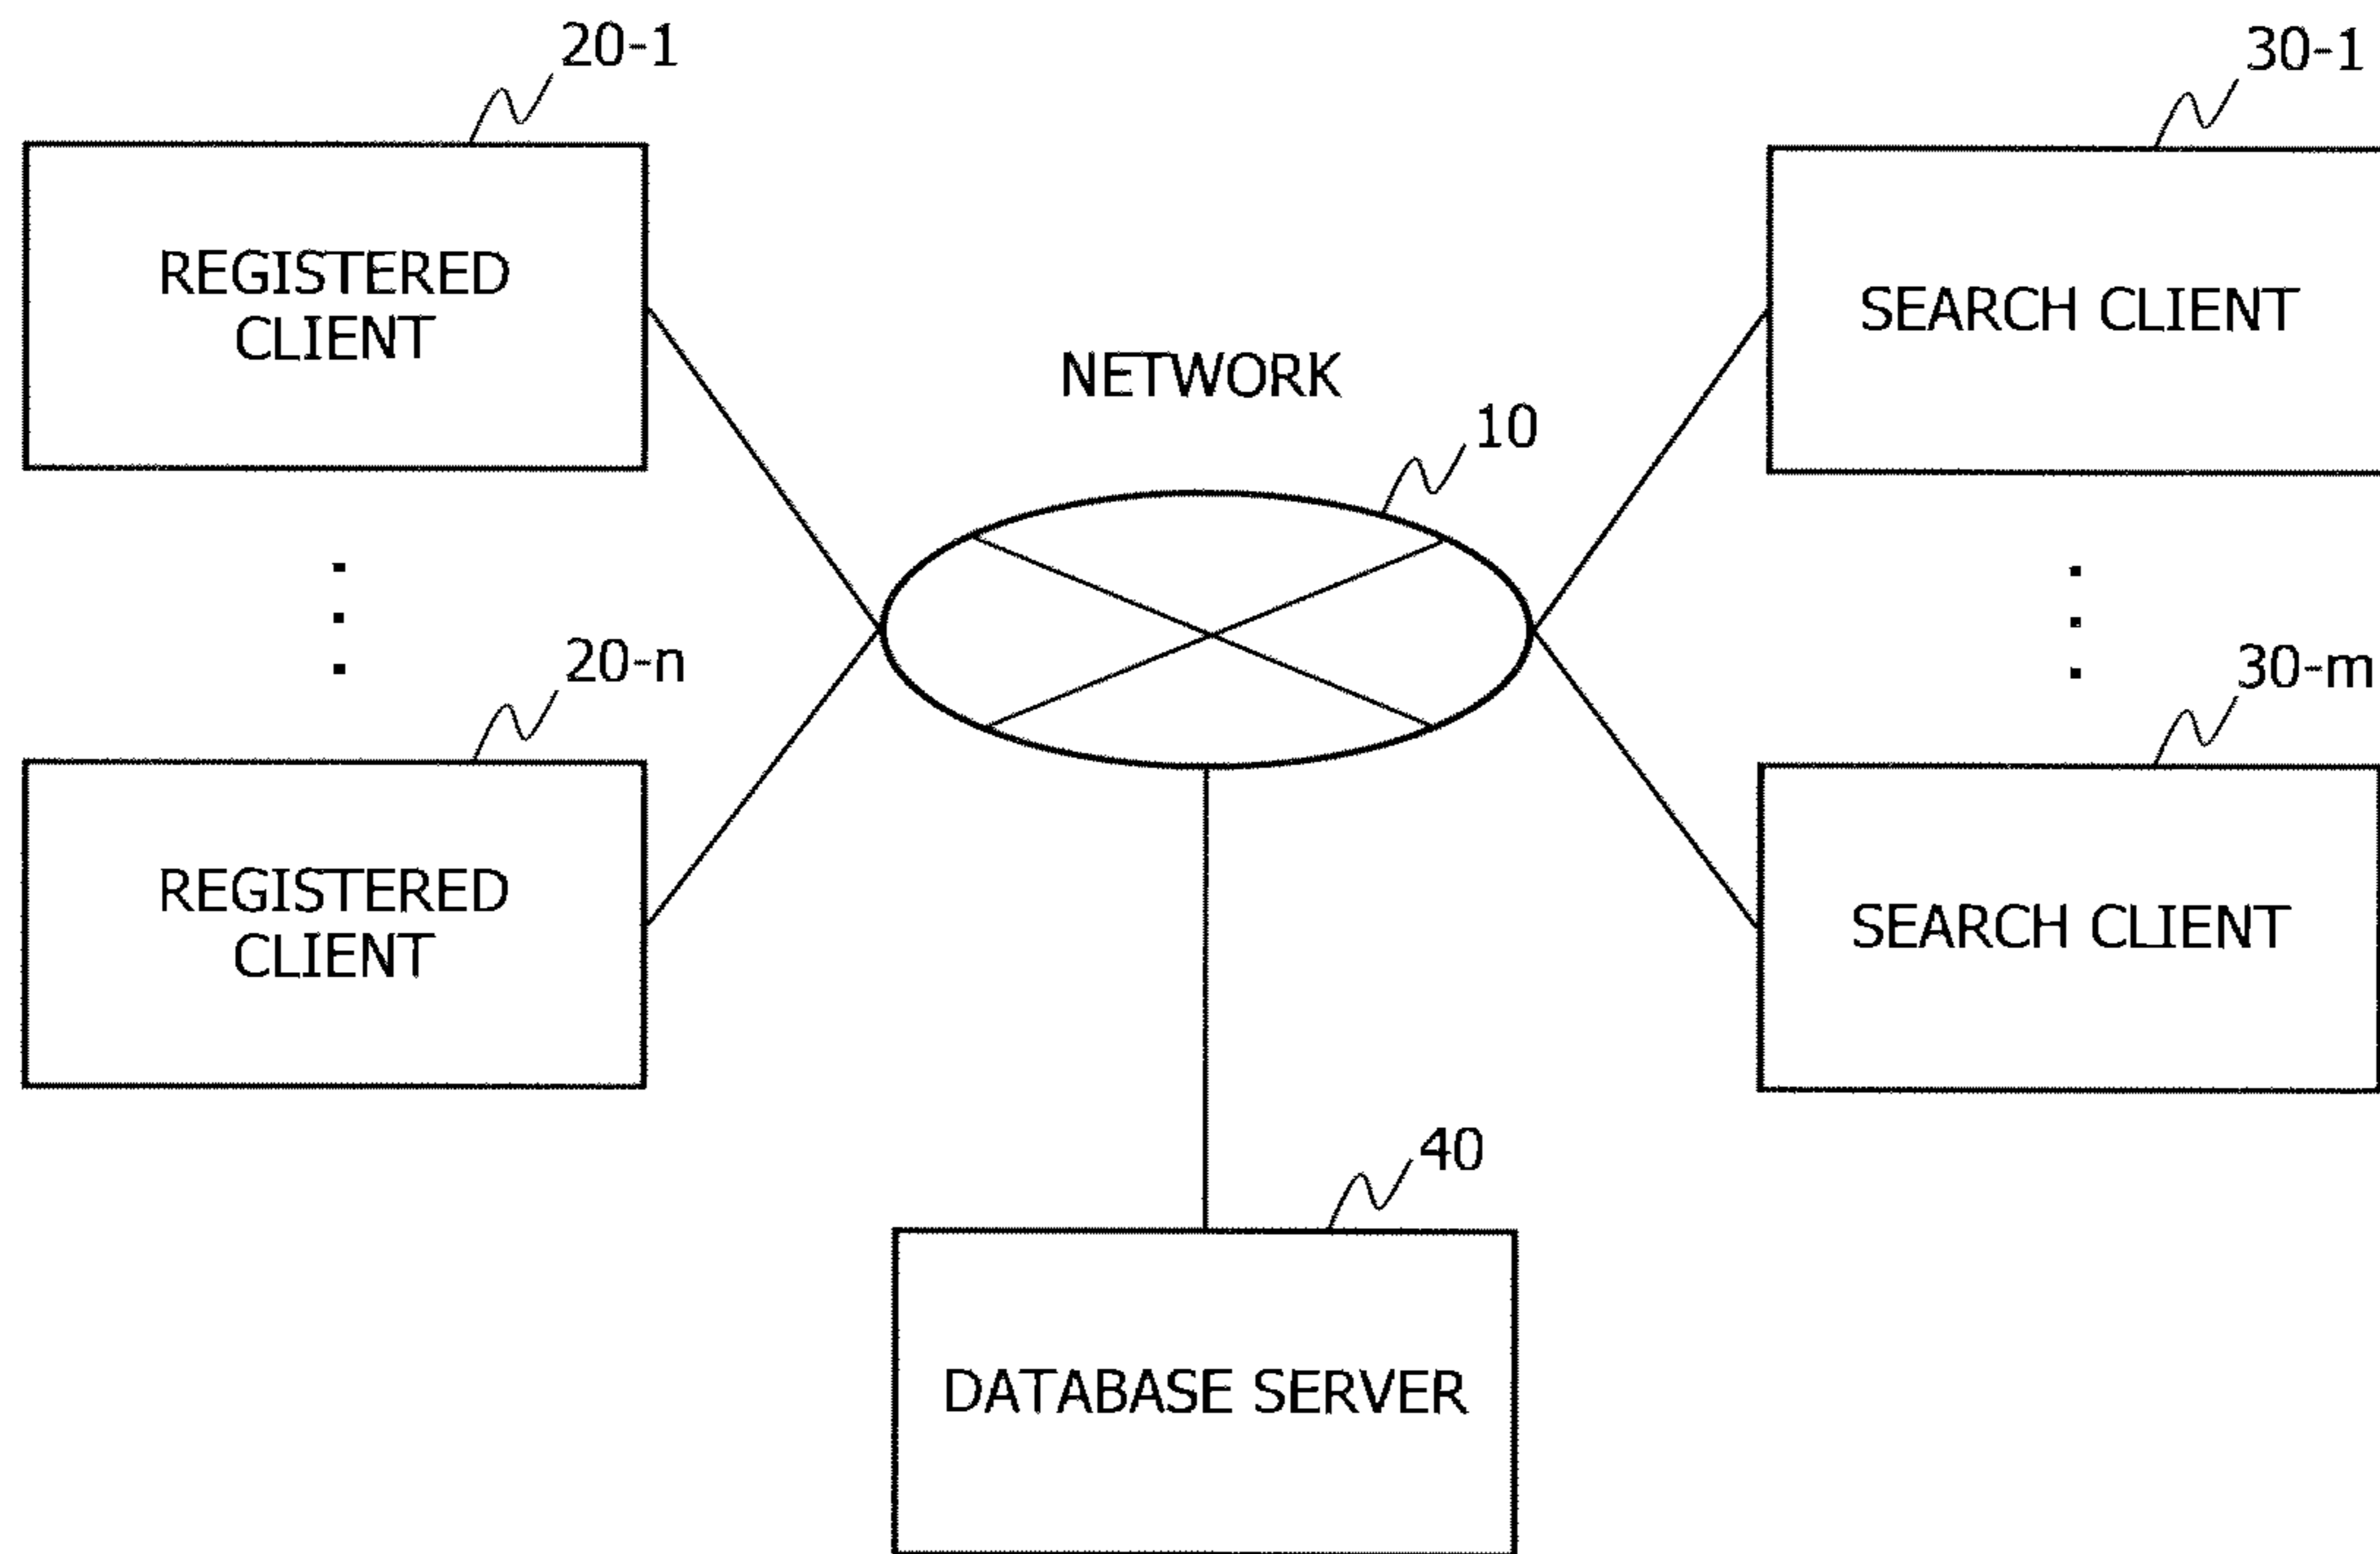 20-1
30-1
REGISTERED
CLIENT
SEARCH CLIENT
NETWORK
10
20-n
30-m
REGISTERED
CLIENT
SEARCH CLIENT
40
DATABASE SERVER